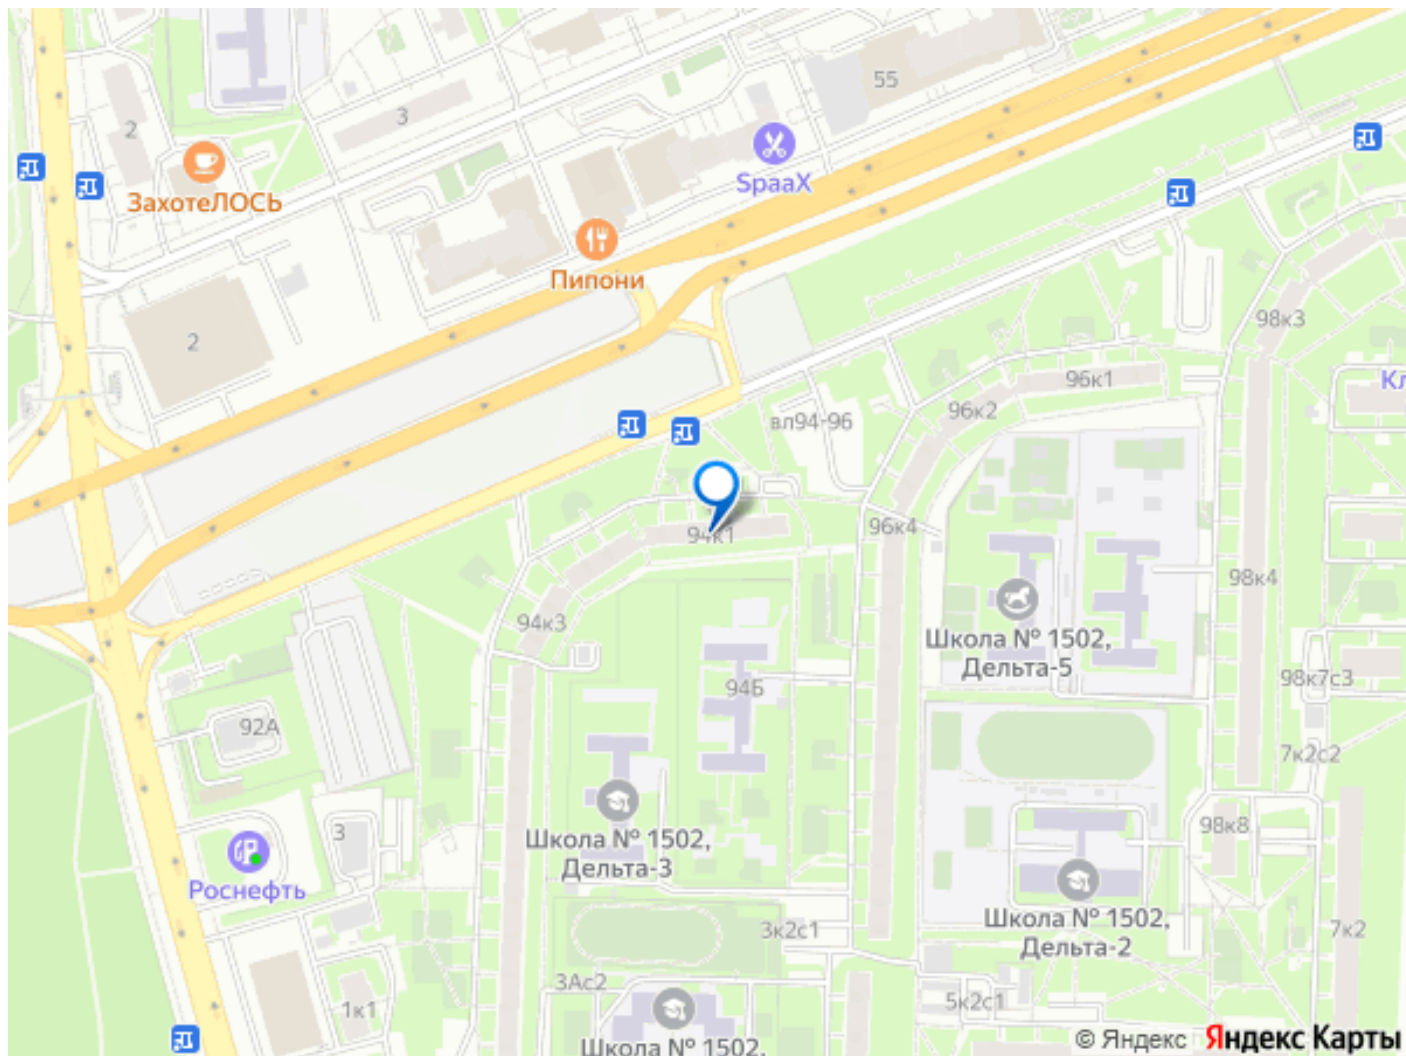 55
2
3
SpaaX
ЗахотеЛОСЬ
Пипони
2
98к3
96к1
Кл
96к2
вл94-96
94к1
96к4
98к4
94к3
Школа № 1502,
Дельта-5
98к7с3
94Б
92А
7к2с2
Школа № 1502,
Дельта-3
3
98к8
Роснефть
Школа № 1502,
Дельта-2
3к2с1
7к2
3Ас2
5к2с1
1к1
Школа № 1502,
© Яндекс Яндекс Карты